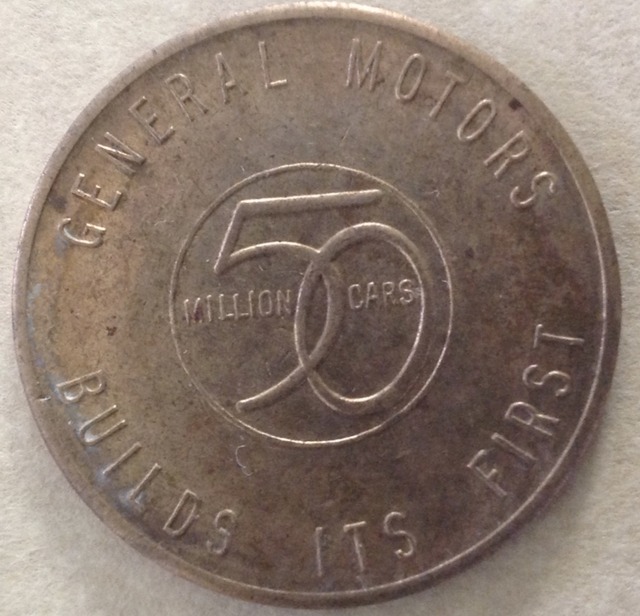 GENERAL MOTORS
50
MILLION CARS
BUILDS ITS FIRST